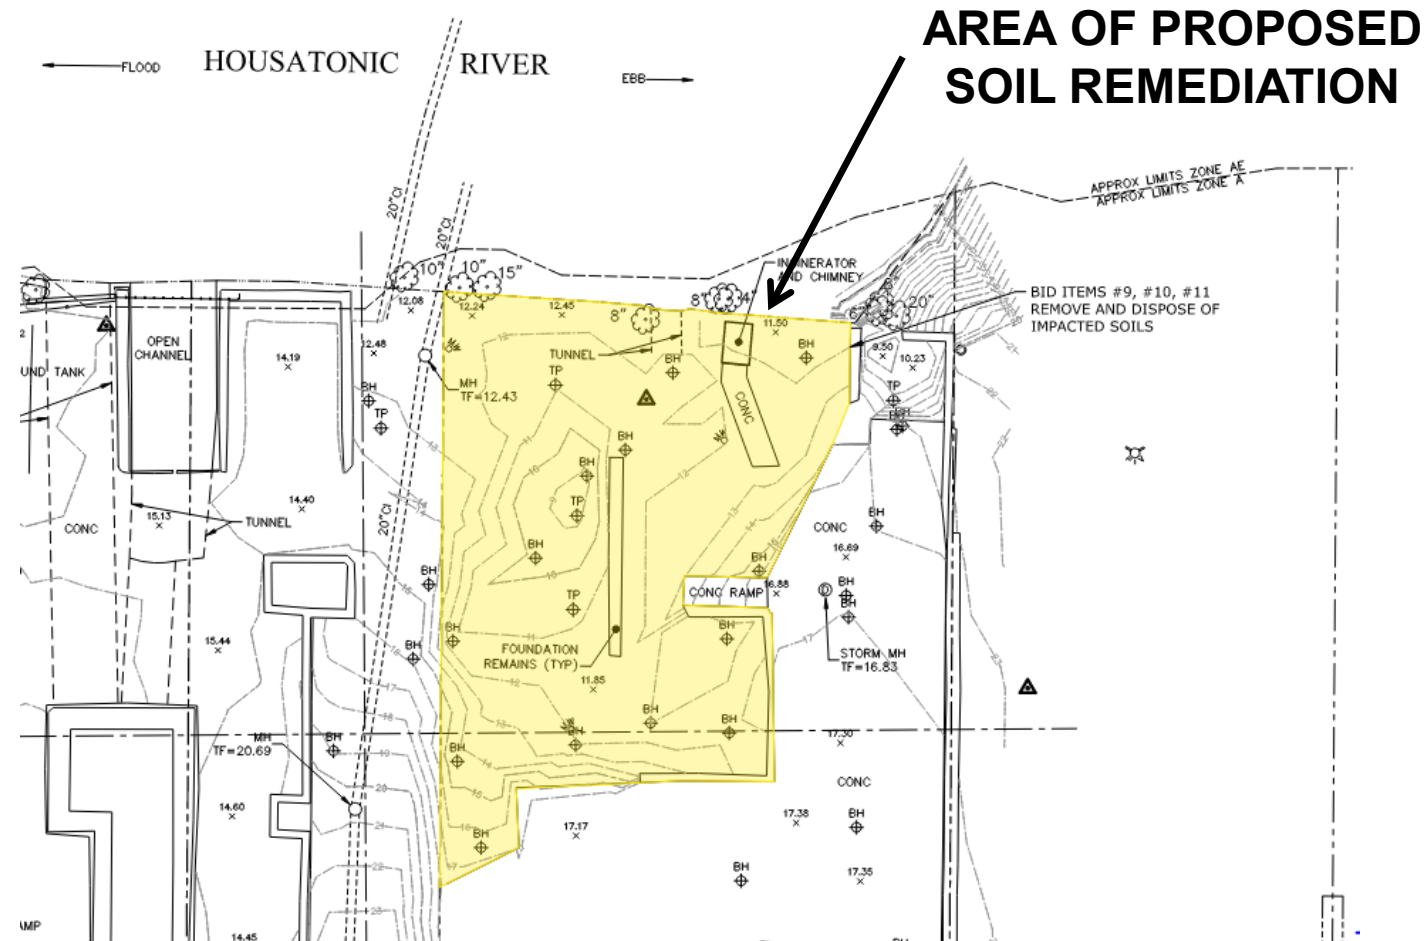 AREA OF PROPOSED
SOIL REMEDIATION
FLOOD
HOUSATONIC RIVER
EBB
20"CI
20"CI
APPROX LIMITS ZONE AE
APPROX LIMITS ZONE A
10"
10"
15"
12.08
12.24
12.45
8"
8"
4"
INCINERATOR
AND CHIMNEY
11.50
6"
20"
BID ITEMS #9, #10, #11
REMOVE AND DISPOSE OF
IMPACTED SOILS
OPEN
CHANNEL
14.19
12.48
UND TANK
MH
TF=12.43
TUNNEL
BH
BH
TP
9.50
10.23
TP
BH
TP
CONC
BH
BH
TP
14.40
15.13
CONC
TUNNEL
20"CI
BH
BH
TP
BH
CONC
16.69
BH
BH
CONC RAMP
16.88
BH
BH
BH
BH
BH
15.44
FOUNDATION
REMAINS (TYP)
11.85
STORM MH
TF=16.83
BH
BH
BH
MH
TF=20.69
BH
BH
17.30
CONC
14.60
BH
17.17
17.38
BH
BH
17.35
AMP
14.45
BH